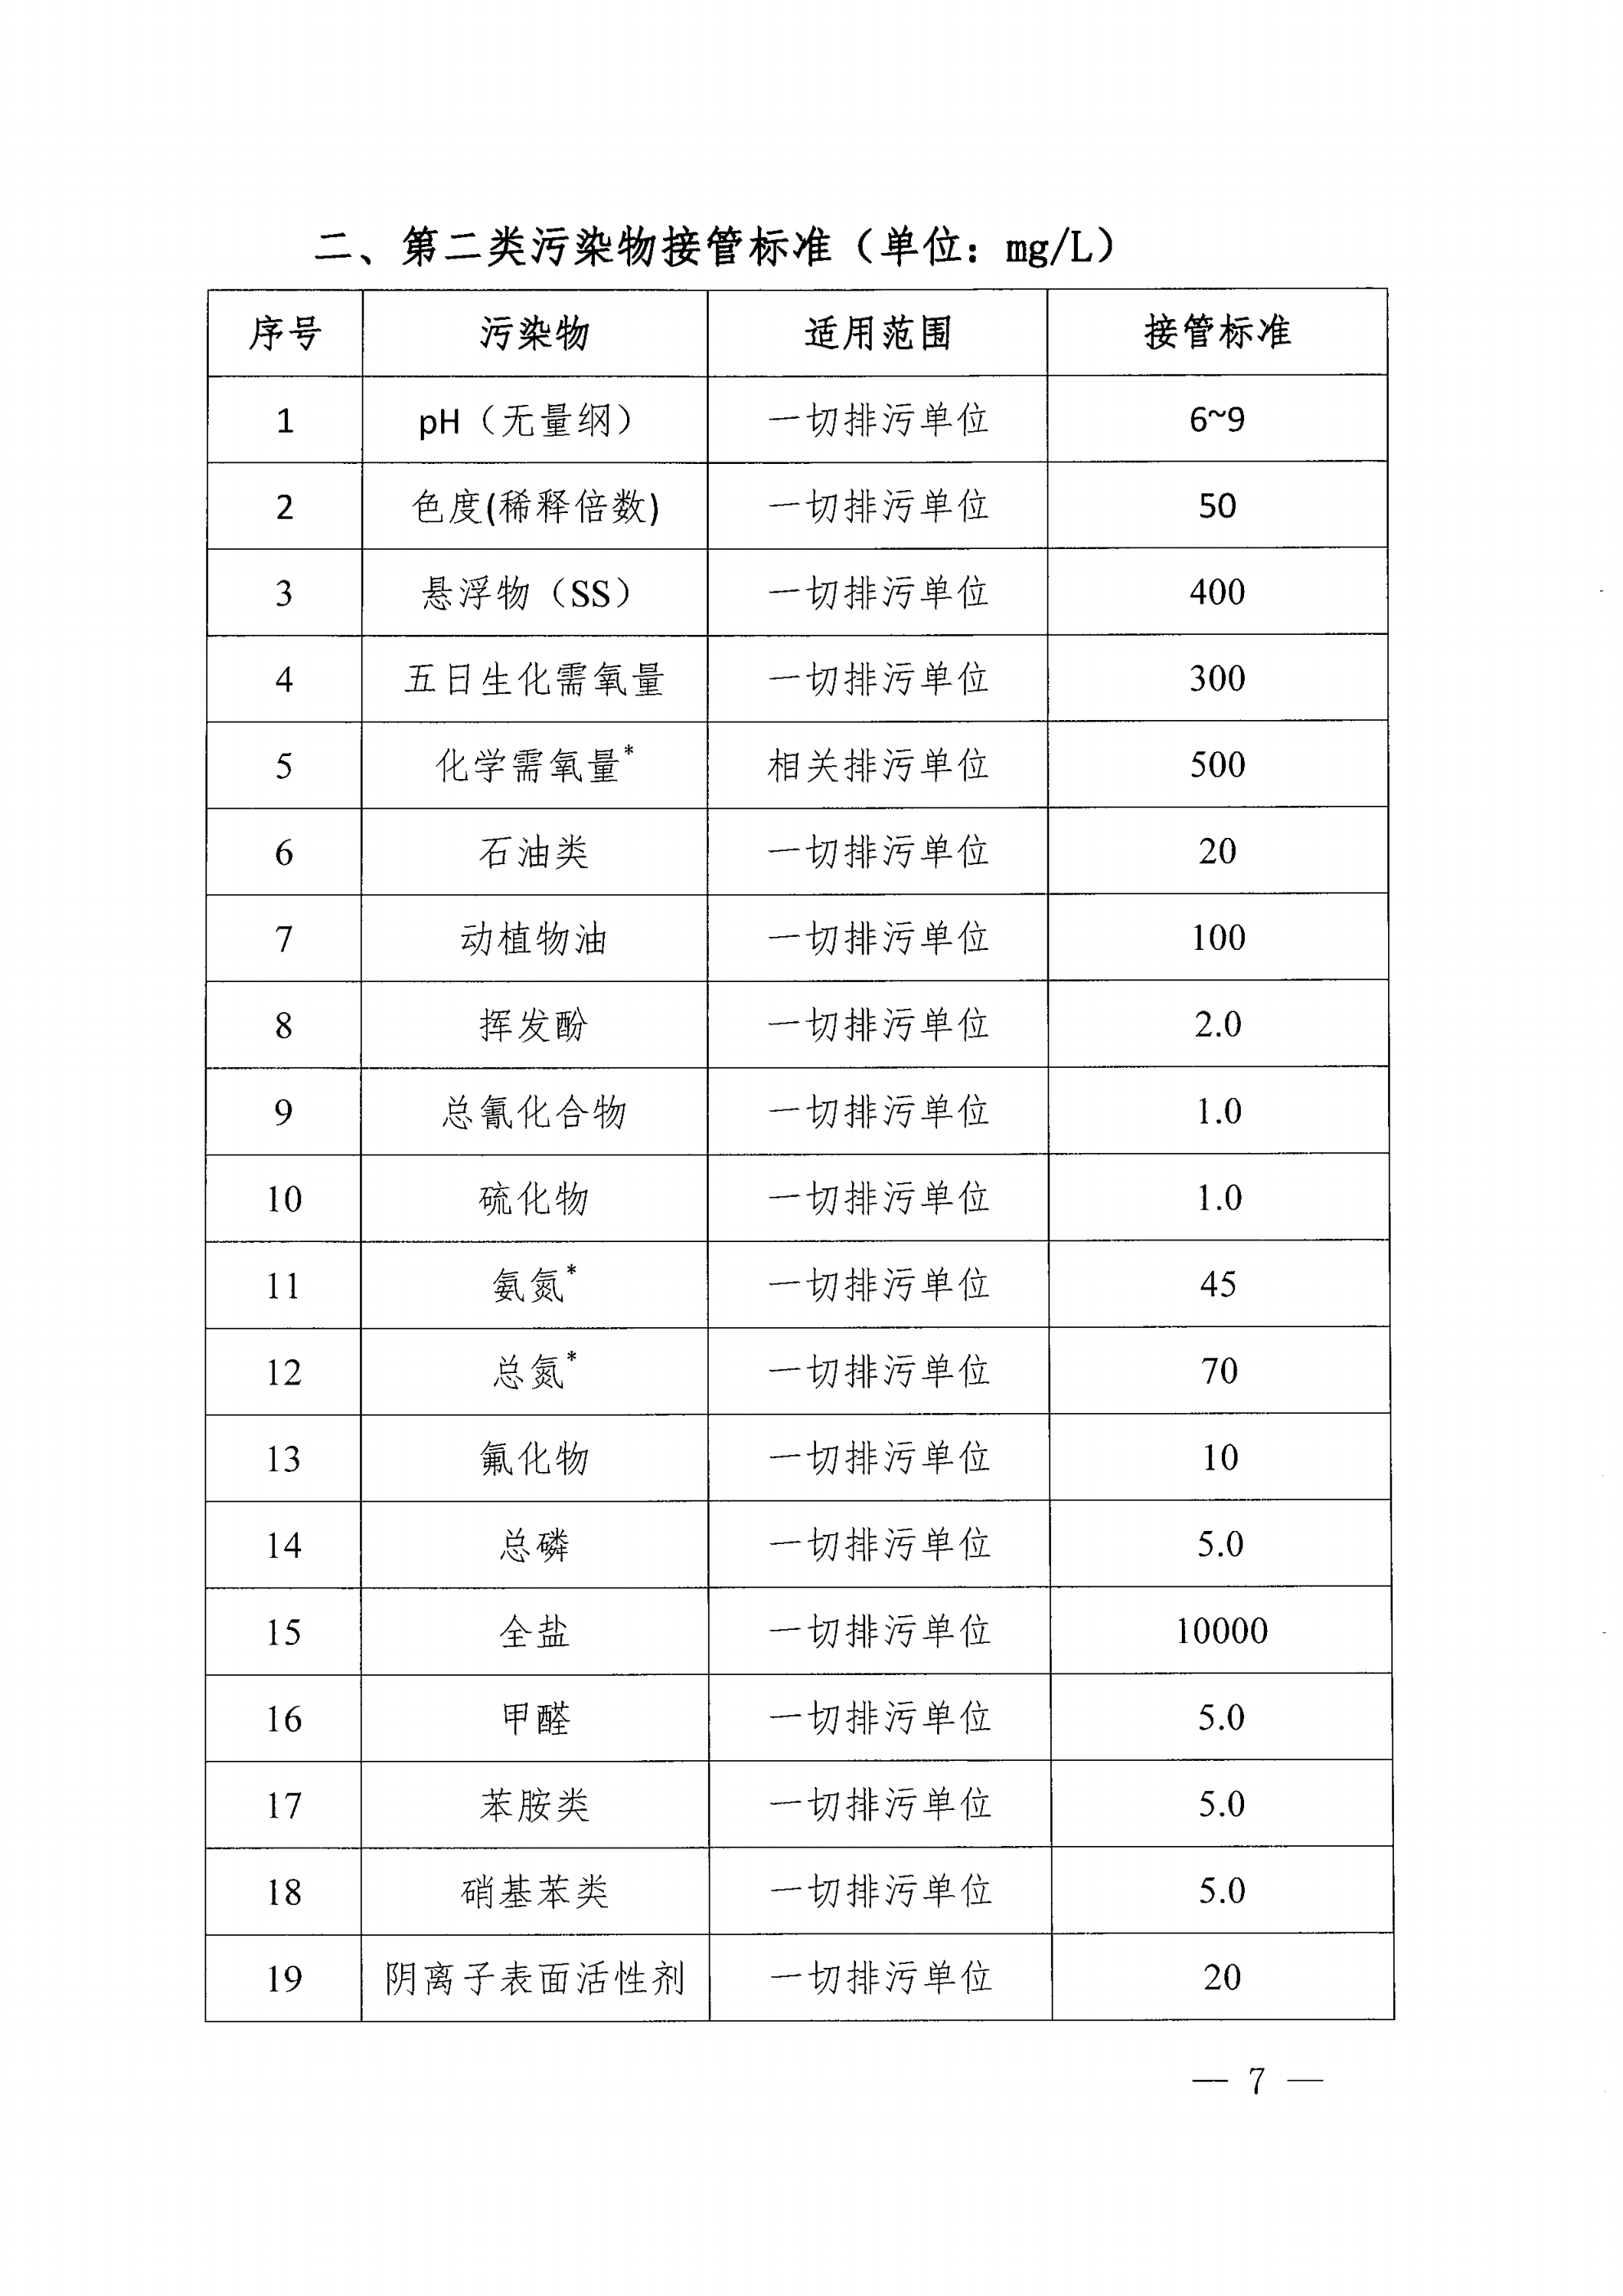 二、第二类污染物接管标准（单位：mg/L）
序号 污染物 适用范围 接管标准
1 pH（无量纲） 一切排污单位 6~9
2 色度(稀释倍数) 一切排污单位 50
3 悬浮物（SS） 一切排污单位 400
4 五日生化需氧量 一切排污单位 300
5 化学需氧量* 相关排污单位 500
6 石油类 一切排污单位 20
7 动植物油 一切排污单位 100
8 挥发酚 一切排污单位 2.0
9 总氰化合物 一切排污单位 1.0
10 硫化物 一切排污单位 1.0
11 氨氮* 一切排污单位 45
12 总氮* 一切排污单位 70
13 氟化物 一切排污单位 10
14 总磷 一切排污单位 5.0
15 全盐 一切排污单位 10000
16 甲醛 一切排污单位 5.0
17 苯胺类 一切排污单位 5.0
18 硝基苯类 一切排污单位 5.0
19 阴离子表面活性剂 一切排污单位 20
— 7 —